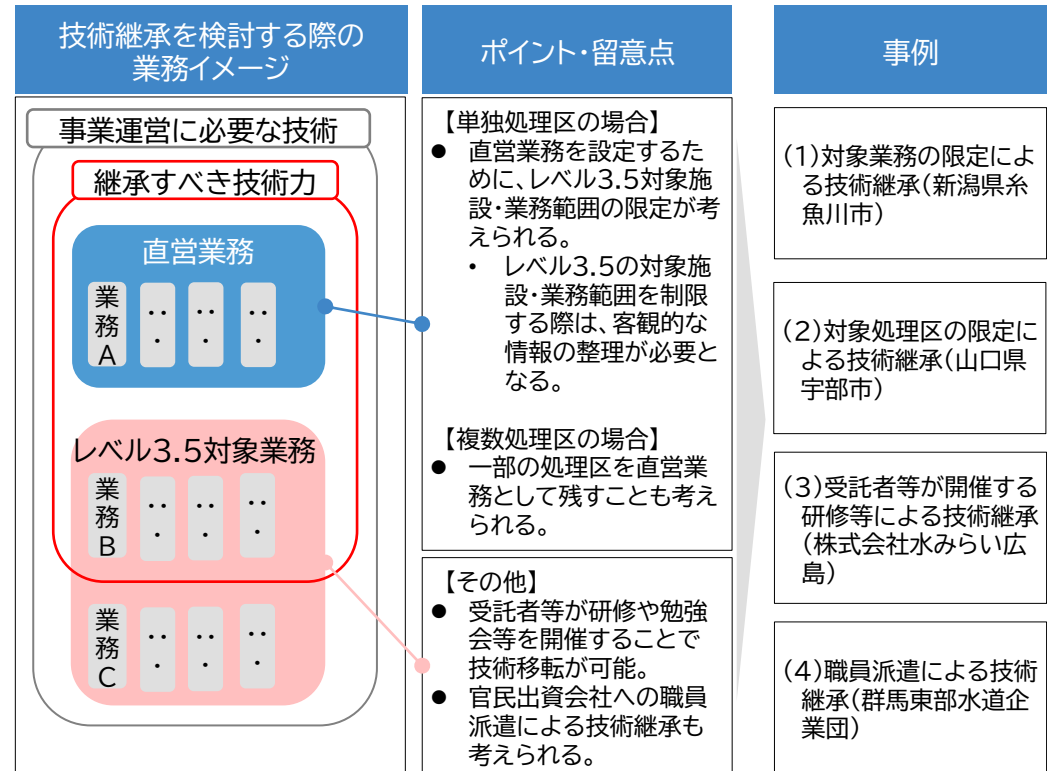 技術継承を検討する際の
業務イメージ
事業運営に必要な技術
継承すべき技術力
直営業務
業
務
A
‥
・
‥
・
‥
・
レベル3.5対象業務
業
務
B
‥
・
‥
・
‥
・
業
務
C
‥
・
‥
・
‥
・
ポイント・留意点
【単独処理区の場合】
● 直営業務を設定するた
めに、レベル3.5対象施
設・業務範囲の限定が考
えられる。
• レベル3.5の対象施
設・業務範囲を制限
する際は、客観的な
情報の整理が必要と
なる。
【複数処理区の場合】
● 一部の処理区を直営業
務として残すことも考え
られる。
【その他】
● 受託者等が研修や勉強
会等を開催することで
技術移転が可能。
● 官民出資会社への職員
派遣による技術継承も
考えられる。
事例
(1)対象業務の限定によ
る技術継承(新潟県糸
魚川市)
(2)対象処理区の限定に
よる技術継承(山口県
宇部市)
(3)受託者等が開催する
研修等による技術継承
(株式会社水みらい広
島)
(4)職員派遣による技術
継承(群馬東部水道企
業団)